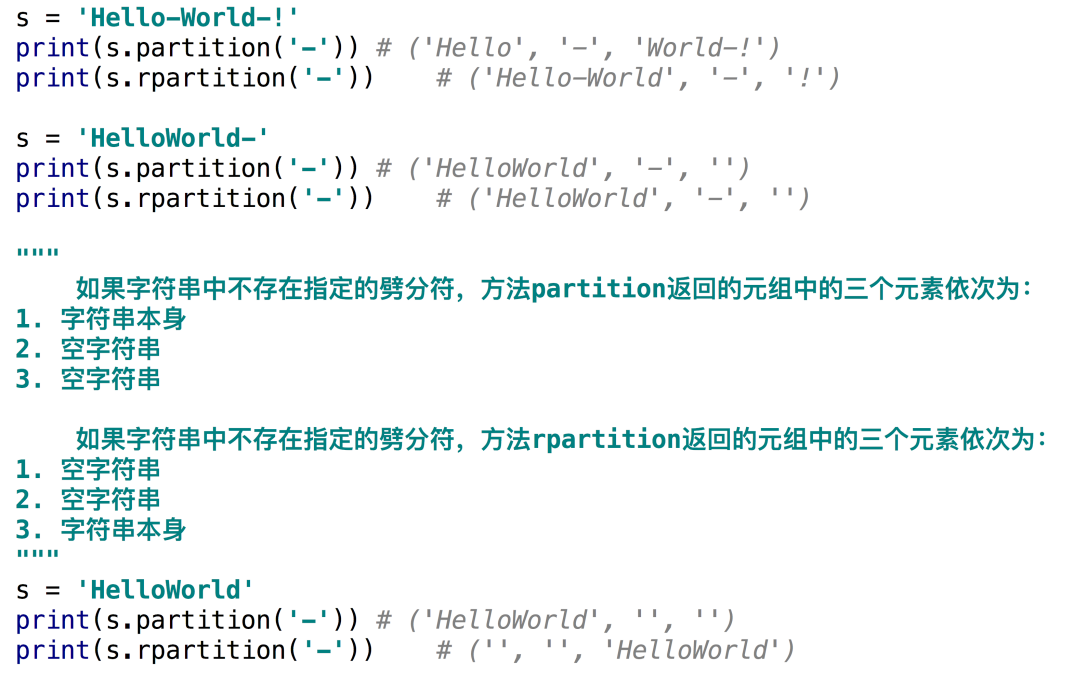 s = 'Hello-World-!'
print(s.partition('-')) # ('Hello', '-', 'World-!')
print(s.rpartition('-'))    # ('Hello-World', '-', '!')
s = 'HelloWorld-'
print(s.partition('-')) # ('HelloWorld', '-', '')
print(s.rpartition('-'))    # ('HelloWorld', '-', '')
"""
    如果字符串中不存在指定的劈分符，方法partition返回的元组中的三个元素依次为：
1. 字符串本身
2. 空字符串
3. 空字符串
    如果字符串中不存在指定的劈分符，方法rpartition返回的元组中的三个元素依次为：
1. 空字符串
2. 空字符串
3. 字符串本身
"""
s = 'HelloWorld'
print(s.partition('-')) # ('HelloWorld', '', '')
print(s.rpartition('-'))    # ('', '', 'HelloWorld')